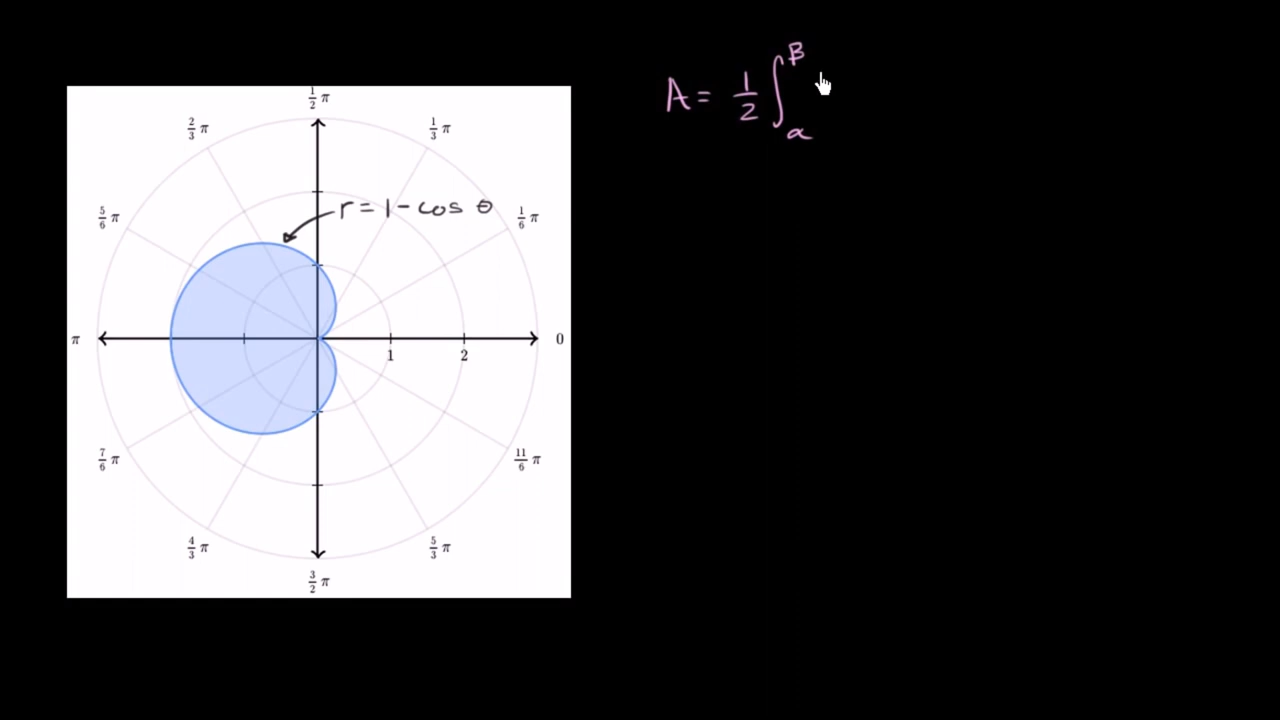 A = 1/2 ∫_α^β
1/2 π
2/3 π
1/3 π
r = 1 - cos θ
5/6 π
1/6 π
π
0
1 2
7/6 π
11/6 π
4/3 π
5/3 π
3/2 π